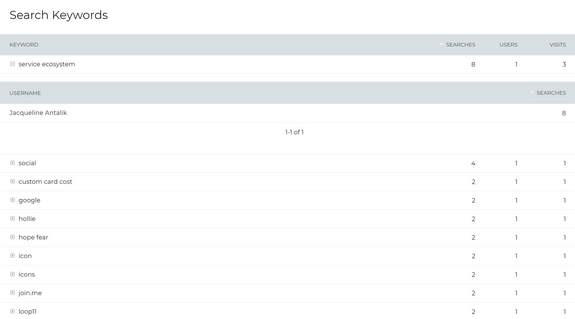 Search Keywords
KEYWORD SEARCHES USERS VISITS
service ecosystem 8 1 3
USERNAME SEARCHES
Jacqueline Antalik 8
1-1 of 1
social 4 1 1
custom card cost 2 1 1
google 2 1 1
hollie 2 1 1
hope fear 2 1 1
icon 2 1 1
icons 2 1 1
join.me 2 1 1
loop11 2 1 1